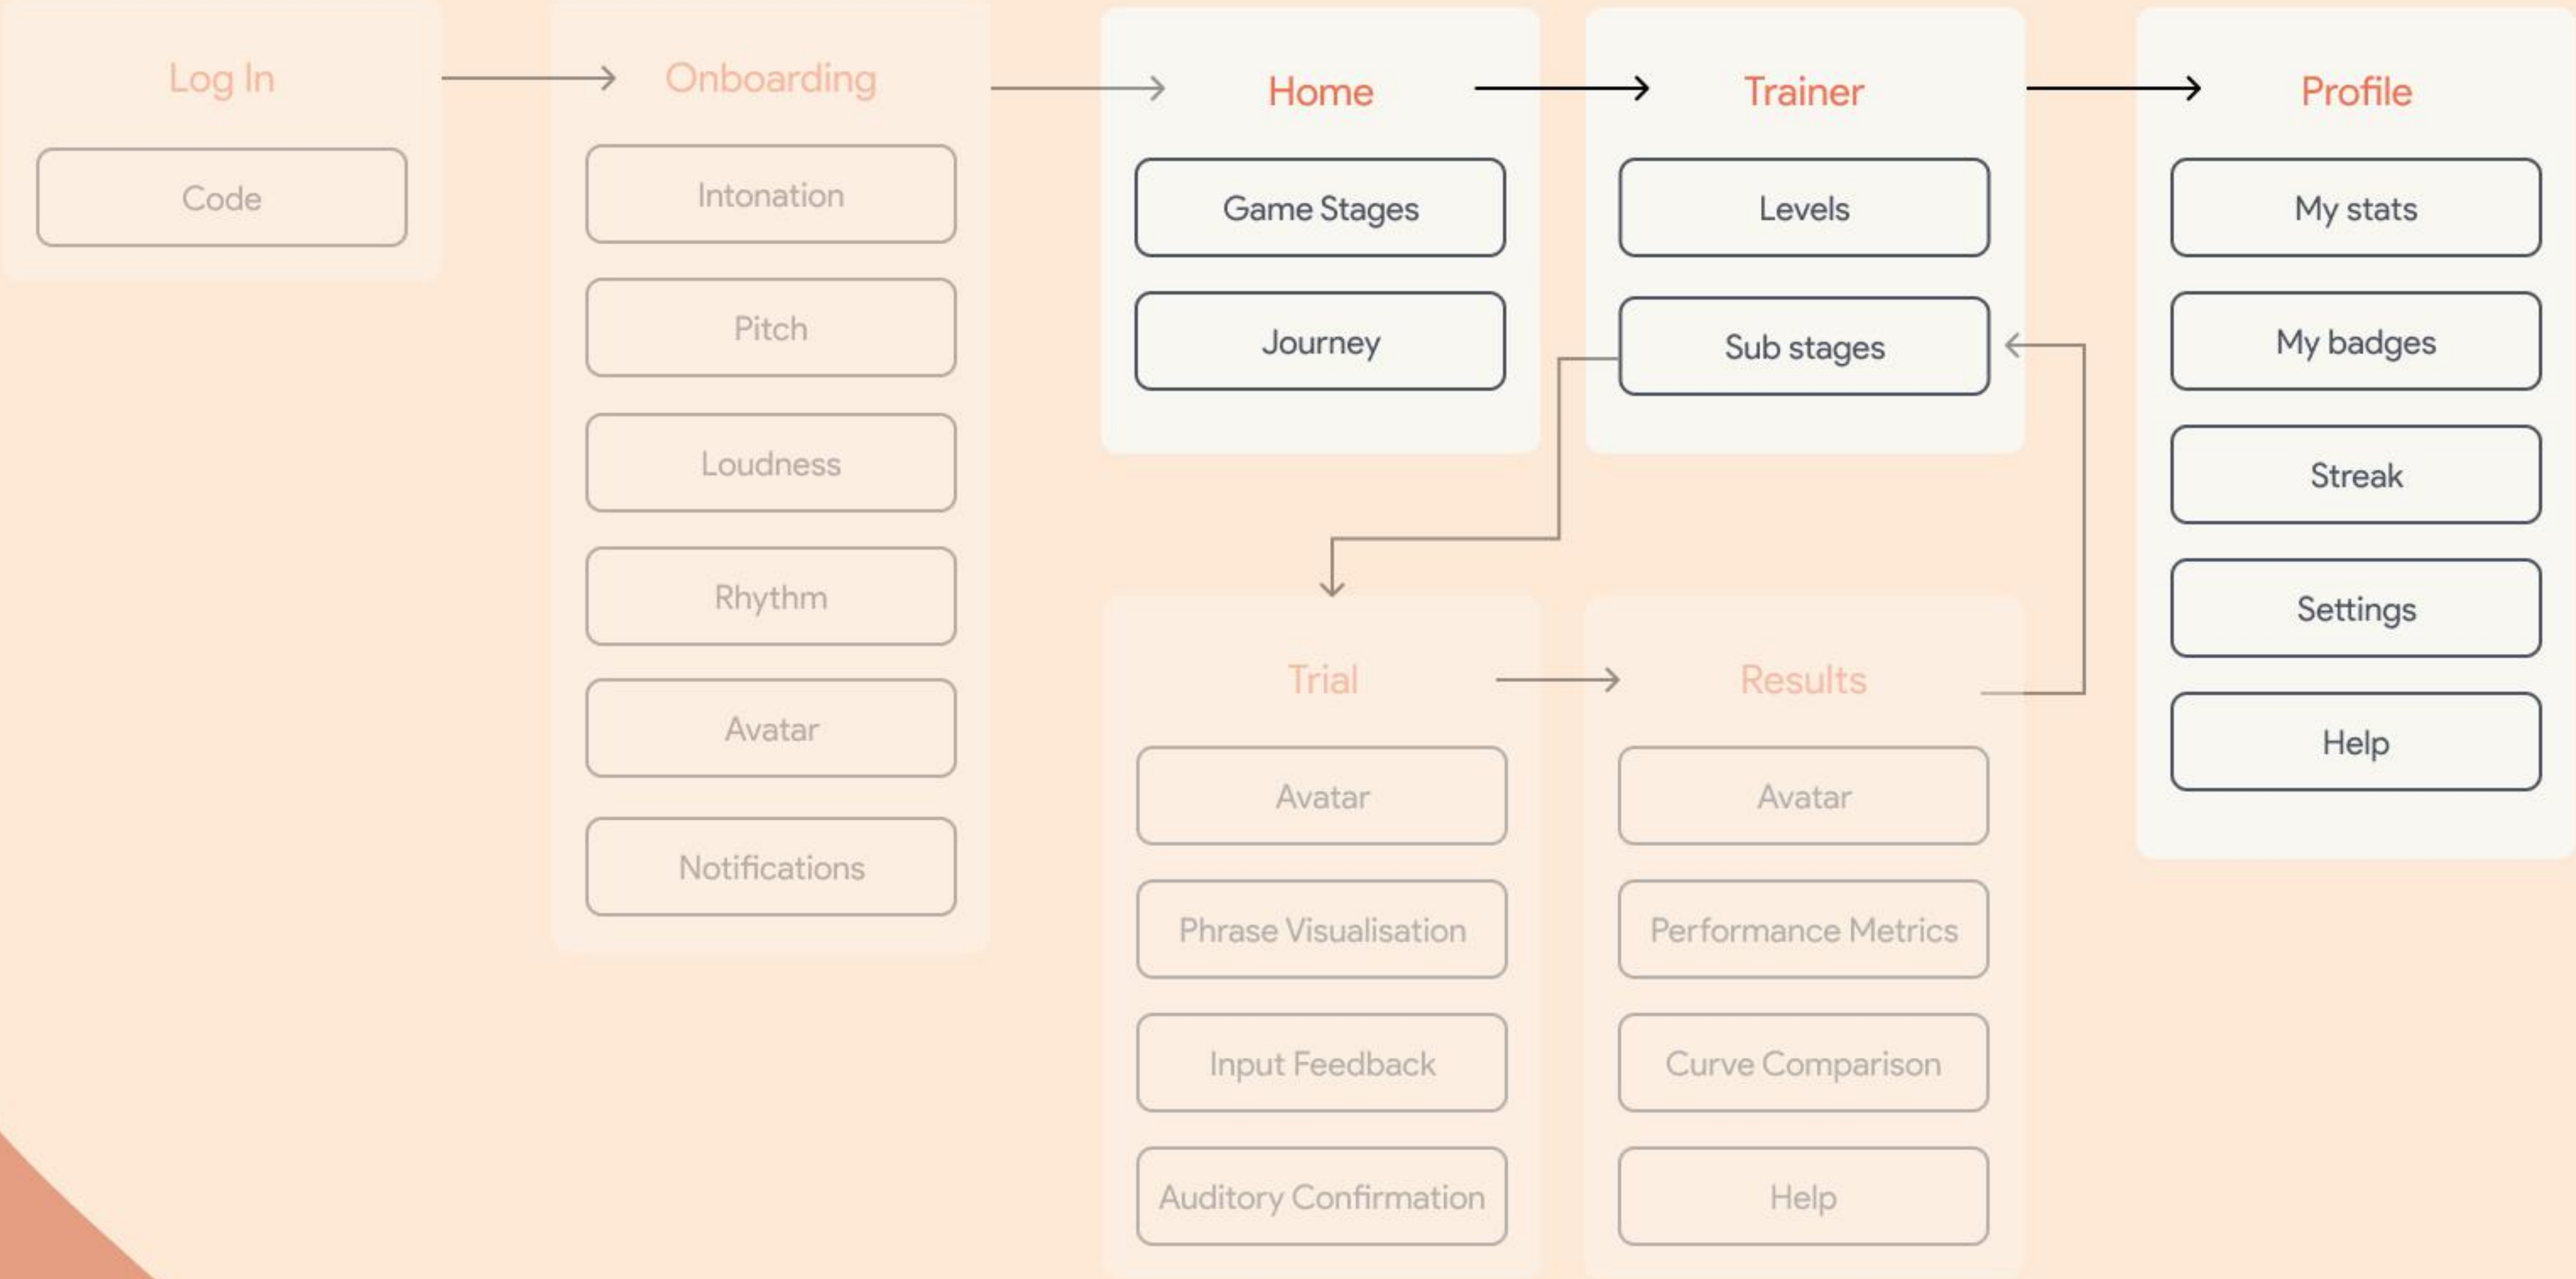 Log In
Code
Onboarding
Intonation
Pitch
Loudness
Rhythm
Avatar
Notifications
Home
Game Stages
Journey
Trainer
Levels
Sub stages
Profile
My stats
My badges
Streak
Settings
Help
Trial
Avatar
Phrase Visualisation
Input Feedback
Auditory Confirmation
Results
Avatar
Performance Metrics
Curve Comparison
Help